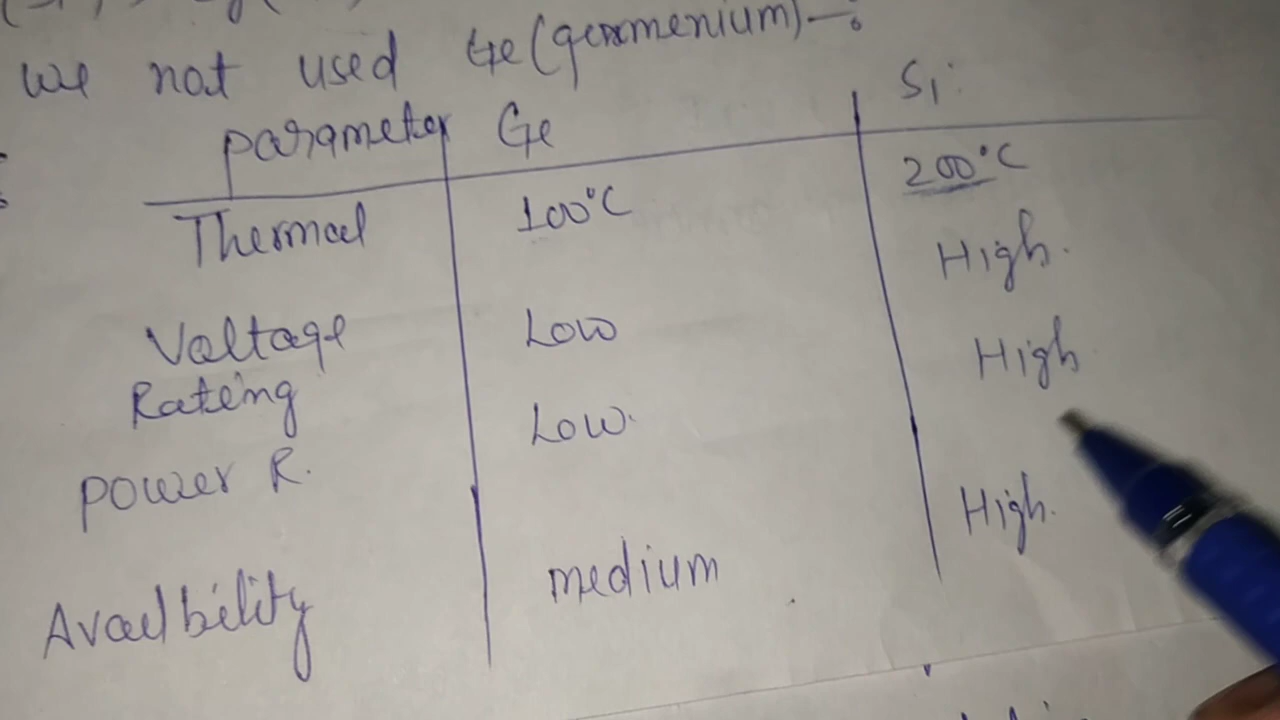 we not used Ge (germenium) -:
parameter Ge Si
Thermal 100°C 200°C
Voltage Rating Low High.
power R. Low. High
Availbility medium High.